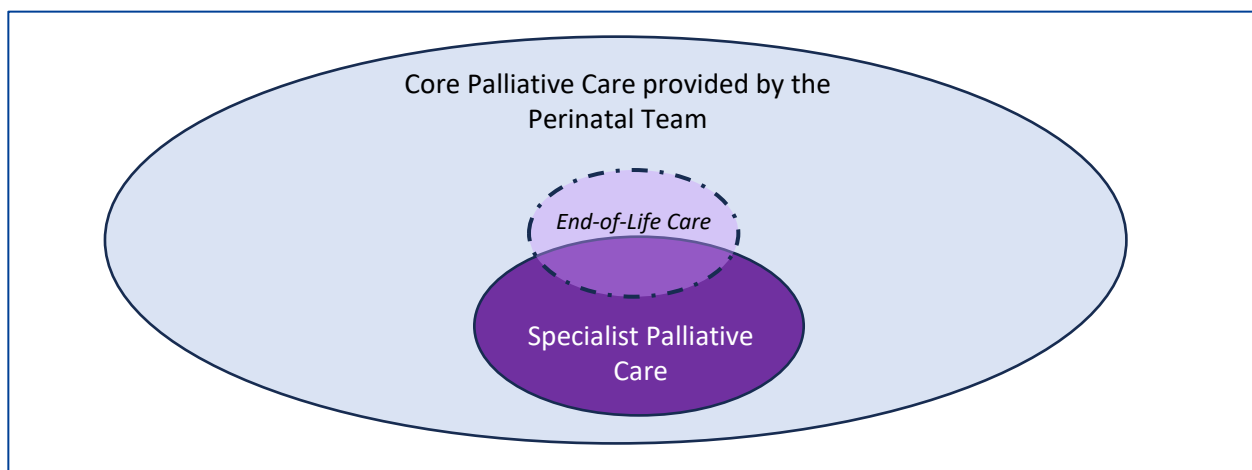 Core Palliative Care provided by the
Perinatal Team
End-of-Life Care
Specialist Palliative
Care